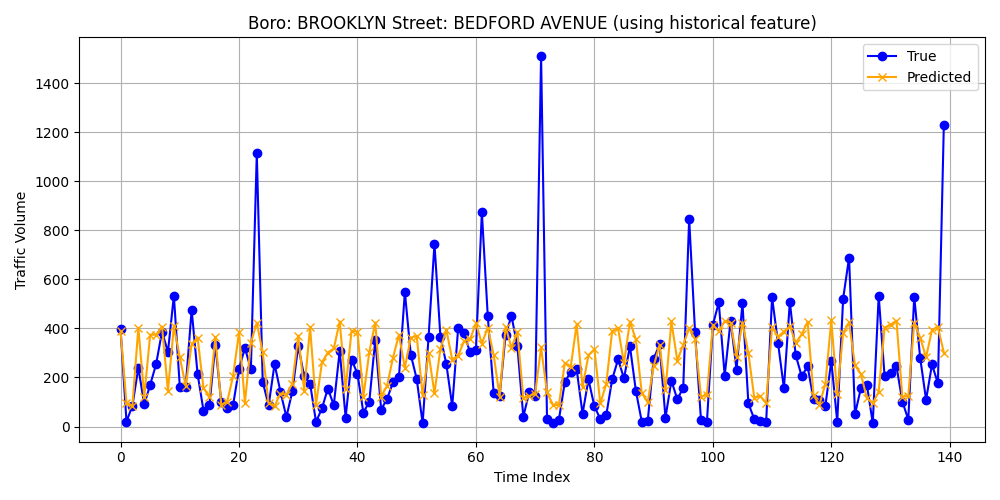 Boro: BROOKLYN Street: BEDFORD AVENUE (using historical feature)
True
Predicted
Traffic Volume
1400
1200
1000
800
600
400
200
0
0 20 40 60 80 100 120 140
Time Index